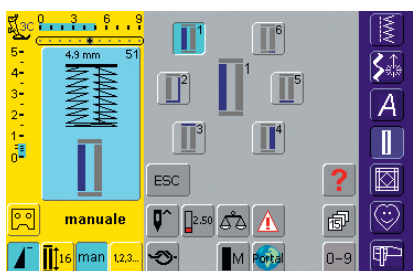 3C 0 3 6 9
5-
4-
3-
2-
1-
0
4.9 mm 51
1
6
2
1
5
3
4
ESC
?
A
manuale
2.50
15
16 man 1,2,3...
M Portal 0-9